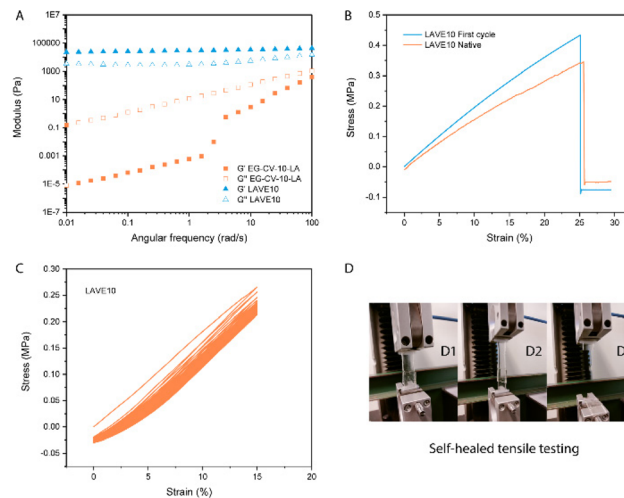 A
1M
100000
1000
10
0.1
0.001
1E-5
1E-7
Modulus (Pa)
G' EG-CV-10-LA
G'' EG-CV-10-LA
G' LAVE10
G'' LAVE10
0.01
0.1
1
10
100
Angular frequency (rad/s)
B
LAVE10 First cycle
LAVE10 Native
0.5
0.4
0.3
0.2
0.1
0.0
-0.1
Stress (MPa)
0
5
10
15
20
25
30
Strain (%)
C
LAVE10
0.30
0.25
0.20
0.15
0.10
0.05
0.00
-0.05
Stress (MPa)
0
5
10
15
20
Strain (%)
D
D1
D2
D
Self-healed tensile testing